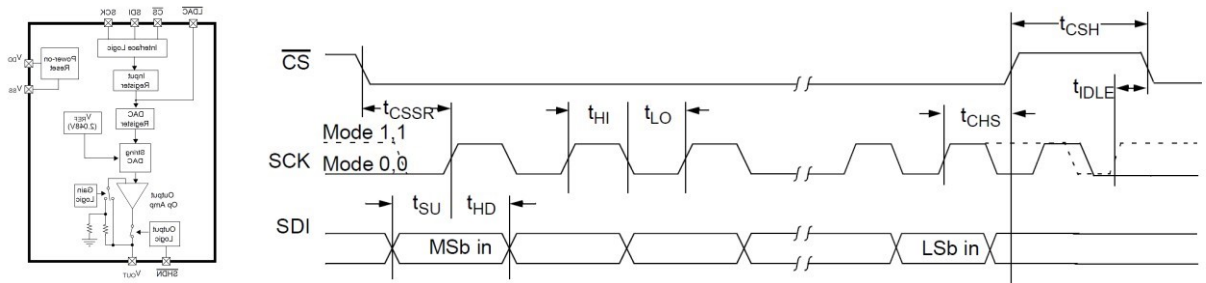 SCK SDI CS LDAC
Interface Logic
VDD
Power-on
Reset
VSS
Input
Register
DAC
Register
VREF
(2.048V)
String
DAC
Gain
Logic
Output
Op Amp
Output
Logic
VOUT
SHDN
tCSH
CS
tIDLE
tCSSR
tHI
tLO
tCHS
Mode 1,1
SCK
Mode 0,0
tSU
tHD
SDI
MSb in
LSb in